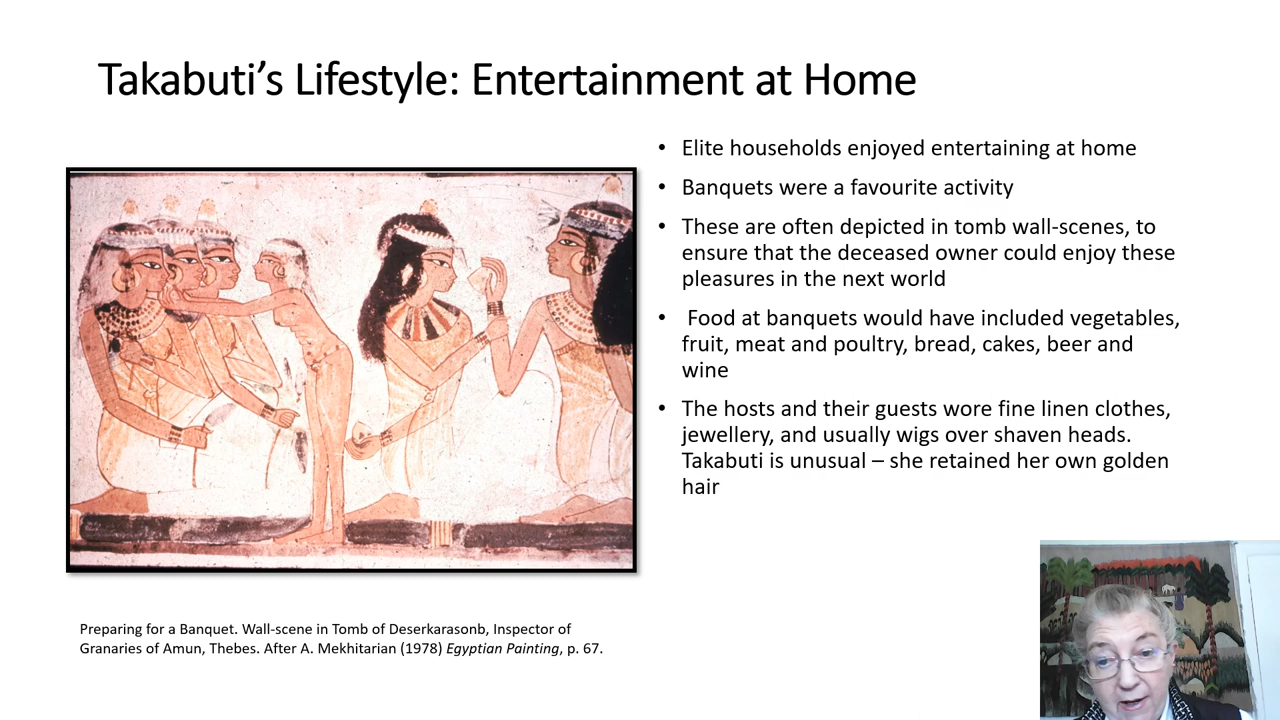 Takabuti’s Lifestyle: Entertainment at Home
• Elite households enjoyed entertaining at home
• Banquets were a favourite activity
• These are often depicted in tomb wall-scenes, to
ensure that the deceased owner could enjoy these
pleasures in the next world
• Food at banquets would have included vegetables,
fruit, meat and poultry, bread, cakes, beer and
wine
• The hosts and their guests wore fine linen clothes,
jewellery, and usually wigs over shaven heads.
Takabuti is unusual – she retained her own golden
hair
Preparing for a Banquet. Wall-scene in Tomb of Deserkarasonb, Inspector of
Granaries of Amun, Thebes. After A. Mekhitarian (1978) Egyptian Painting, p. 67.